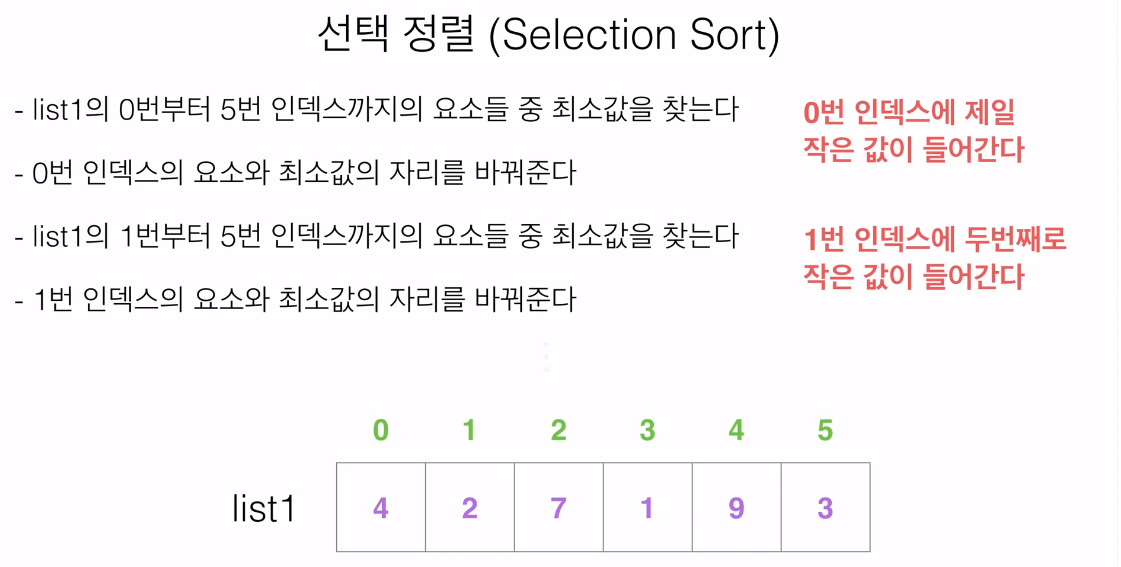 선택 정렬 (Selection Sort)
- list1의 0번부터 5번 인덱스까지의 요소들 중 최소값을 찾는다
0번 인덱스에 제일
작은 값이 들어간다
- 0번 인덱스의 요소와 최소값의 자리를 바꿔준다
- list1의 1번부터 5번 인덱스까지의 요소들 중 최소값을 찾는다
1번 인덱스에 두번째로
작은 값이 들어간다
- 1번 인덱스의 요소와 최소값의 자리를 바꿔준다
⋮
0 1 2 3 4 5
list1 4 2 7 1 9 3